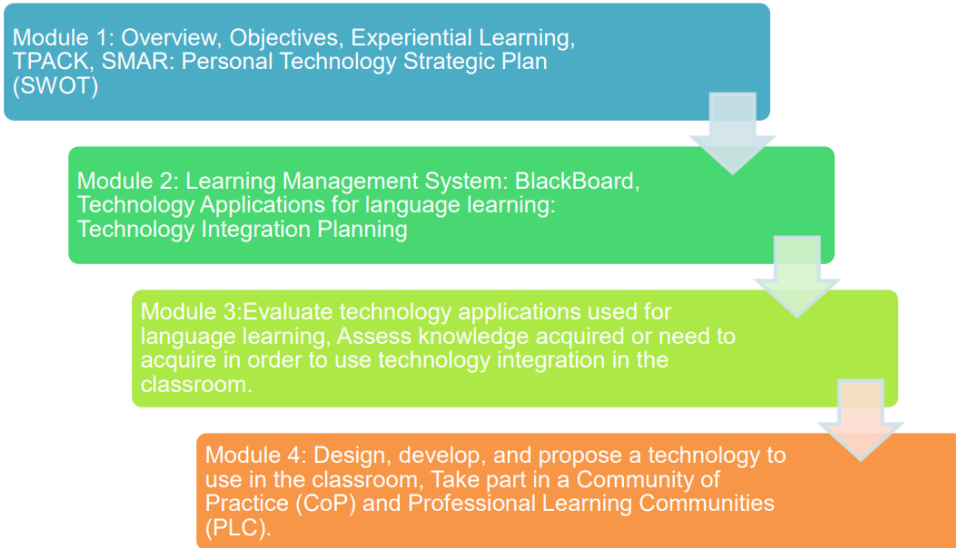 Module 1: Overview, Objectives, Experiential Learning,
TPACK, SMAR: Personal Technology Strategic Plan
(SWOT)
Module 2: Learning Management System: BlackBoard,
Technology Applications for language learning:
Technology Integration Planning
Module 3:Evaluate technology applications used for
language learning, Assess knowledge acquired or need to
acquire in order to use technology integration in the
classroom.
Module 4: Design, develop, and propose a technology to
use in the classroom, Take part in a Community of
Practice (CoP) and Professional Learning Communities
(PLC).